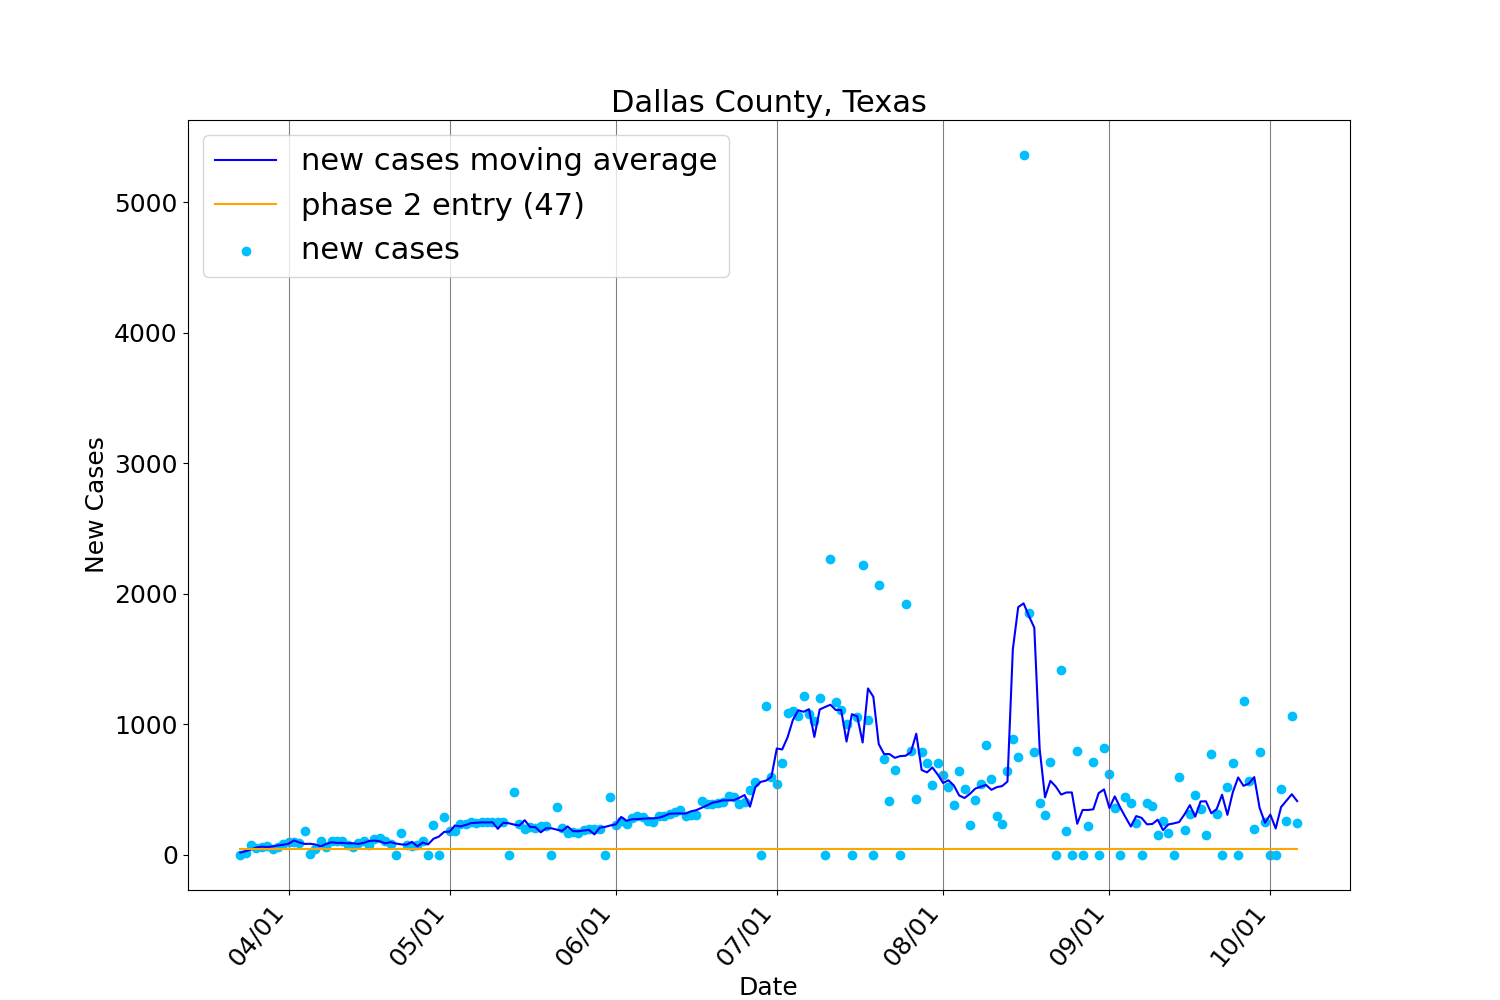 Dallas County, Texas
new cases moving average
phase 2 entry (47)
new cases
5000
4000
3000
2000
1000
0
New Cases
04/01
05/01
06/01
07/01
08/01
09/01
10/01
Date